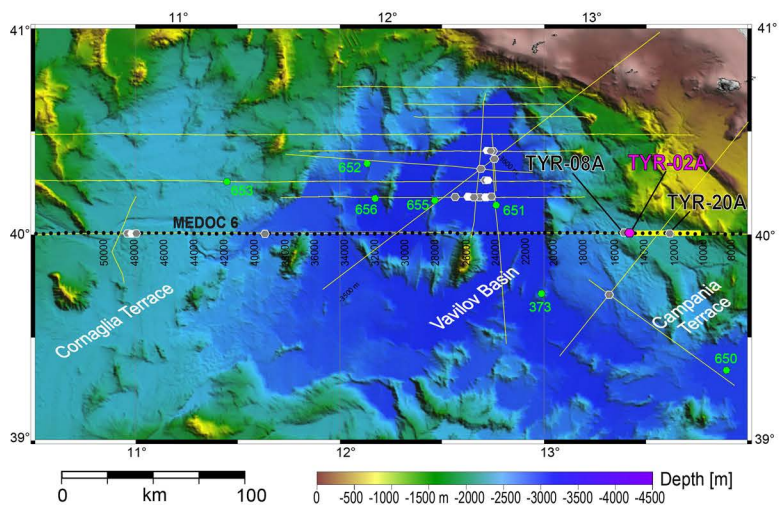 11° 12° 13°
41° 41°
TYR-08A TYR-02A
652
653
TYR-20A
656 655 651
MEDOC 6
40° 40°
50000 48000 46000 44000 42000 40000 38000 36000 34000 32000 30000 28000 26000 24000 22000 20000 18000 16000 14000 12000 10000 8000
-3500 m
Cornaglia Terrace
Vavilov Basin
373
Campania
Terrace
650
39° 39°
11° 12° 13°
0 km 100
Depth [m]
0 -500 -1000 -1500 m -2000 -2500 -3000 -3500 -4000 -4500